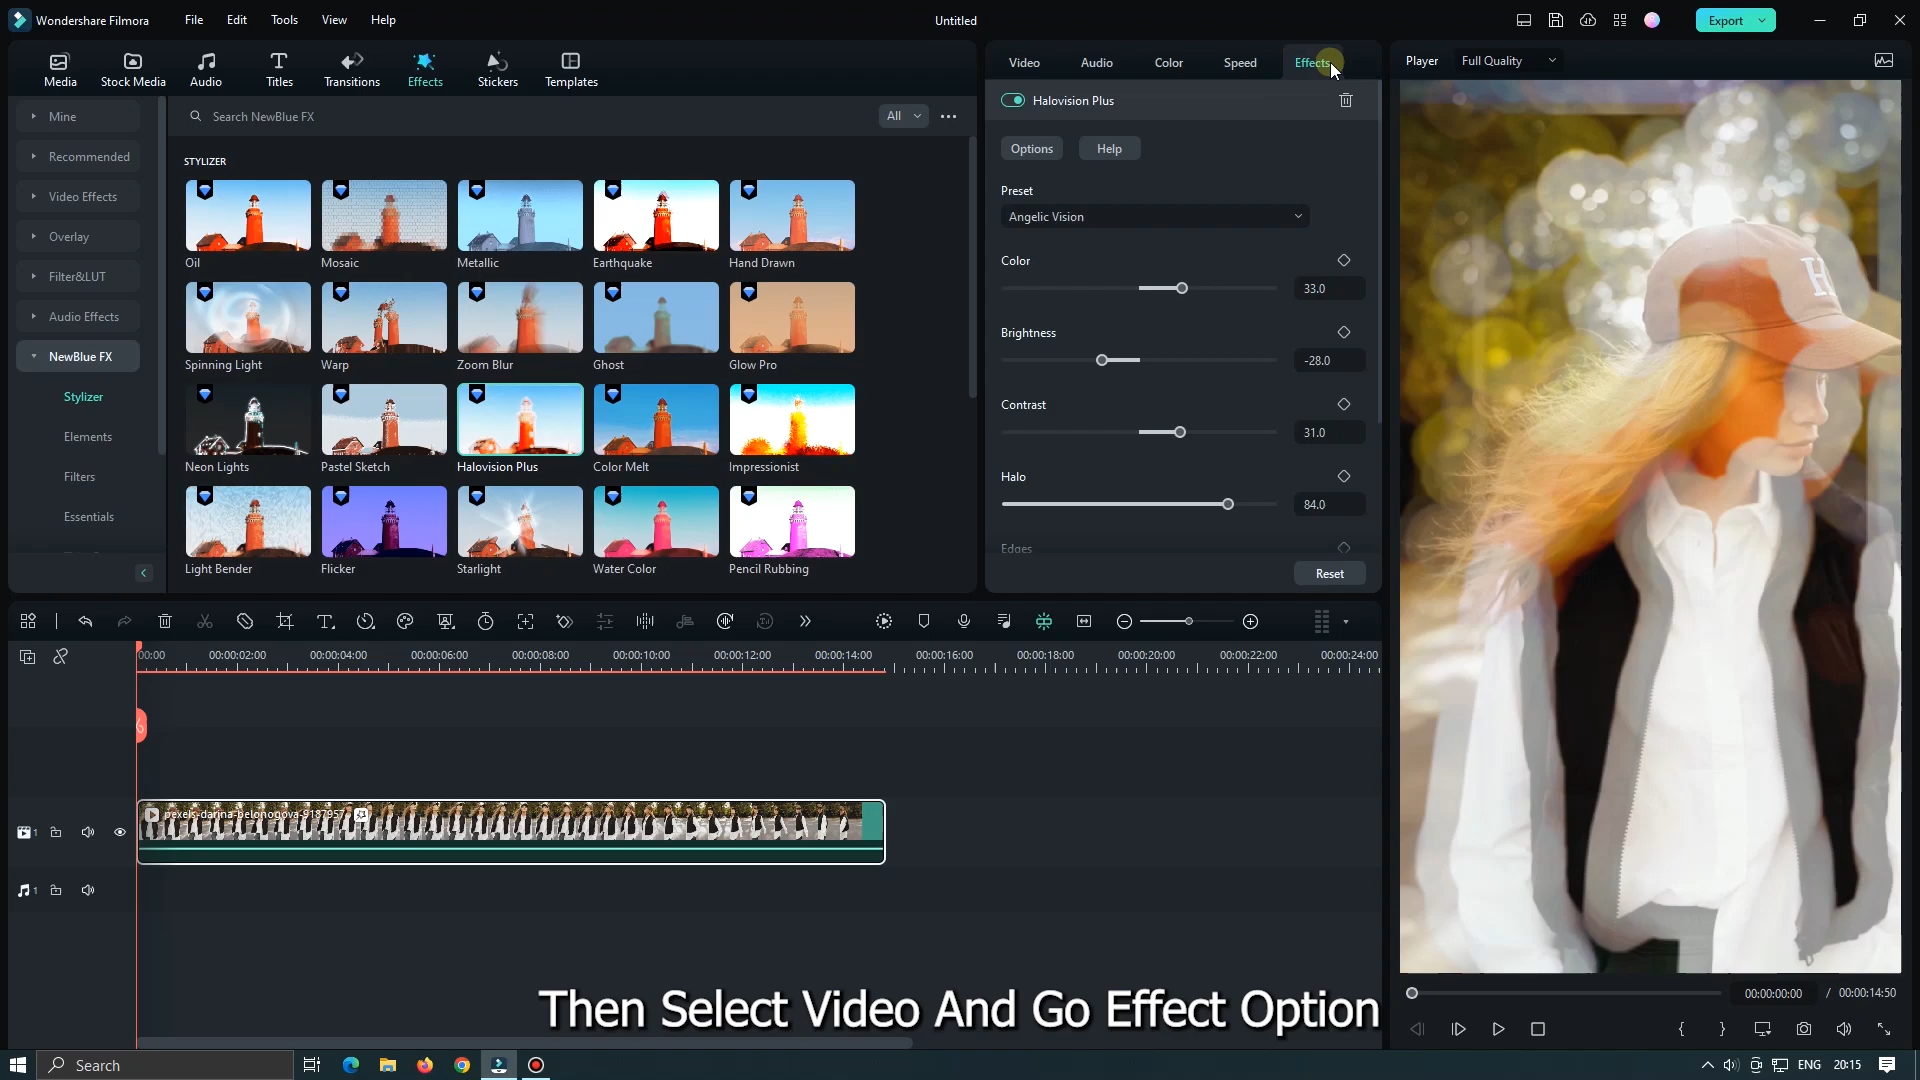 Wondershare Filmora
File
Edit
Tools
View
Help
Untitled
Export
Media
Stock Media
Audio
Titles
Transitions
Effects
Stickers
Templates
Video
Audio
Color
Speed
Effects
Player
Full Quality
Mine
Recommended
Video Effects
Overlay
Filter&LUT
Audio Effects
NewBlue FX
Stylizer
Elements
Filters
Essentials
Search NewBlue FX
All
STYLIZER
Oil
Mosaic
Metallic
Earthquake
Hand Drawn
Spinning Light
Warp
Zoom Blur
Ghost
Glow Pro
Neon Lights
Pastel Sketch
Halovision Plus
Color Melt
Impressionist
Light Bender
Flicker
Starlight
Water Color
Pencil Rubbing
Halovision Plus
Options
Help
Preset
Angelic Vision
Color
33.0
Brightness
-28.0
Contrast
31.0
Halo
84.0
Edges
Reset
00:00
00:00:02:00
00:00:04:00
00:00:06:00
00:00:08:00
00:00:10:00
00:00:12:00
00:00:14:00
00:00:16:00
00:00:18:00
00:00:20:00
00:00:22:00
00:00:24:00
pexels-darina-belonogova-9187957
1
1
Then Select Video And Go Effect Option
00:00:00:00 / 00:00:14:50
Search
ENG
20:15